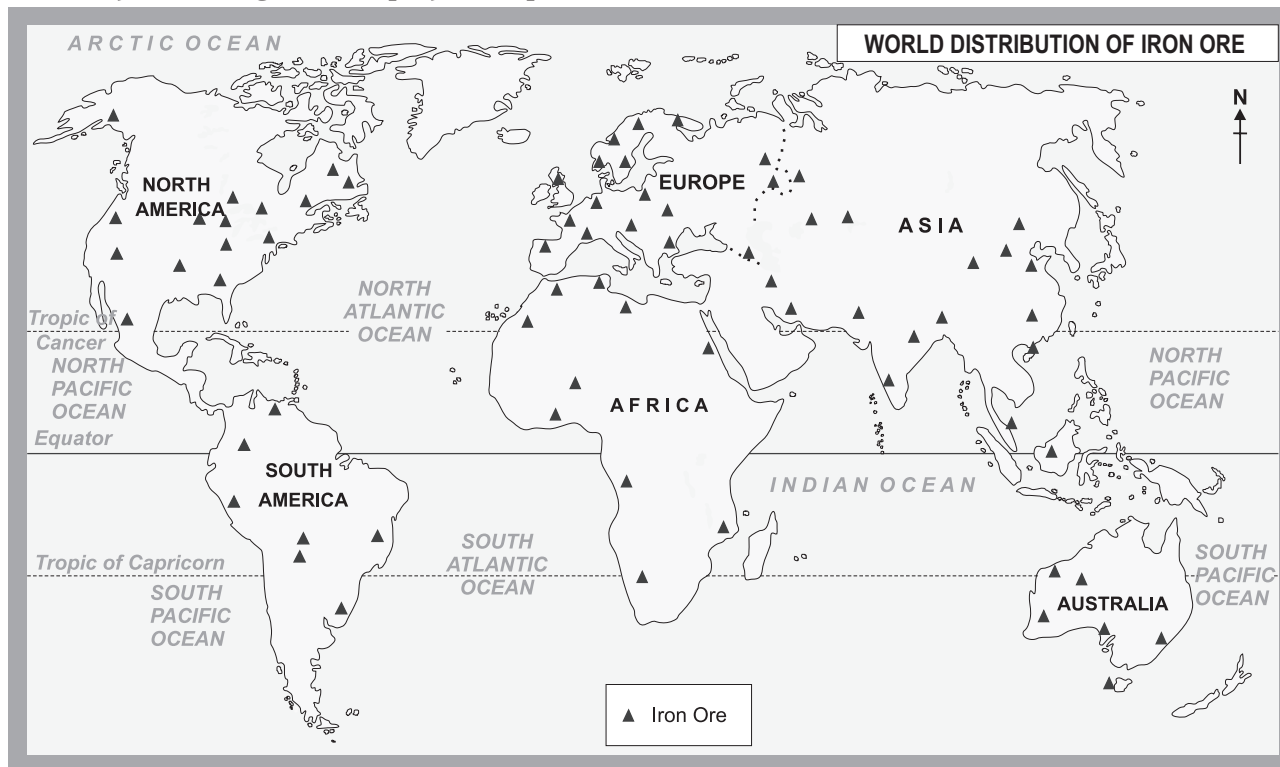 WORLD DISTRIBUTION OF IRON ORE
ARCTIC OCEAN
N
NORTH
AMERICA
EUROPE
ASIA
NORTH
ATLANTIC
OCEAN
Tropic of
Cancer
NORTH
PACIFIC
OCEAN
NORTH
PACIFIC
OCEAN
AFRICA
Equator
SOUTH
AMERICA
INDIAN OCEAN
Tropic of Capricorn
SOUTH
PACIFIC
OCEAN
SOUTH
ATLANTIC
OCEAN
SOUTH
PACIFIC
OCEAN
AUSTRALIA
Iron Ore